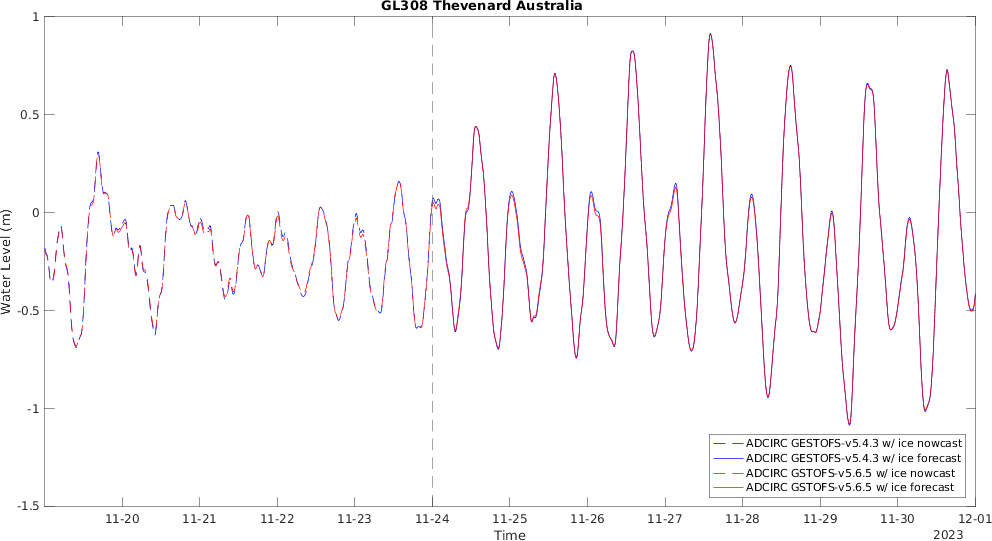 GL308 Thevenard Australia
1
0.5
0
-0.5
-1
-1.5
Water Level (m)
11-20 11-21 11-22 11-23 11-24 11-25 11-26 11-27 11-28 11-29 11-30 12-01
Time
2023
ADCIRC GESTOFS-v5.4.3 w/ ice nowcast
ADCIRC GESTOFS-v5.4.3 w/ ice forecast
ADCIRC GSTOFS-v5.6.5 w/ ice nowcast
ADCIRC GSTOFS-v5.6.5 w/ ice forecast